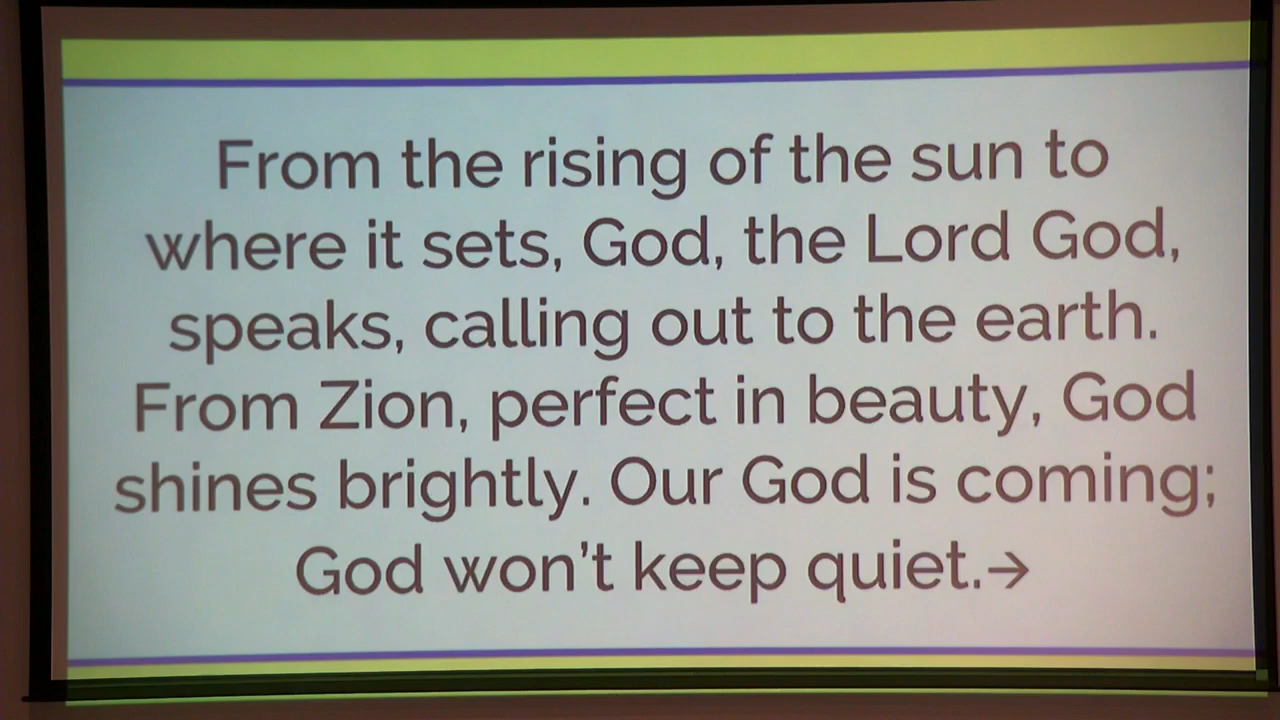 From the rising of the sun to
where it sets, God, the Lord God,
speaks, calling out to the earth.
From Zion, perfect in beauty, God
shines brightly. Our God is coming;
God won’t keep quiet.→